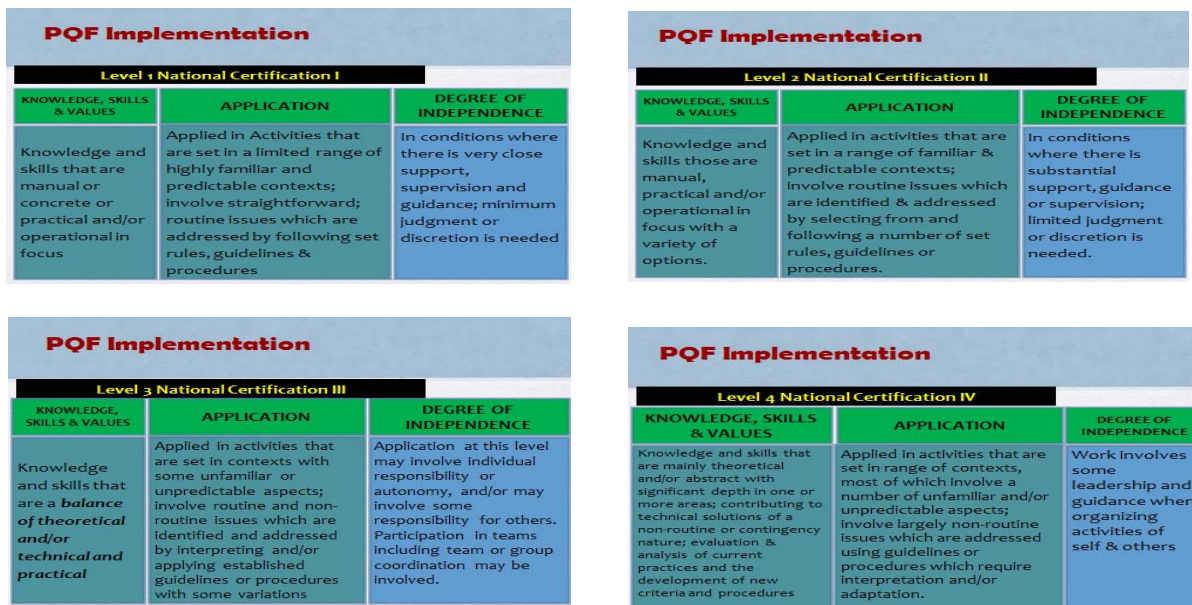 PQF Implementation
Level 1 National Certification I
KNOWLEDGE, SKILLS
& VALUES
APPLICATION
DEGREE OF
INDEPENDENCE
Knowledge and
skills that are
manual or
concrete or
practical and/or
operational in
focus
Applied in Activities that
are set in a limited range of
highly familiar and
predictable contexts;
involve straightforward;
routine issues which are
addressed by following set
rules, guidelines &
procedures
In conditions where
there is very close
support,
supervision and
guidance; minimum
judgment or
discretion is needed
PQF Implementation
Level 2 National Certification II
KNOWLEDGE, SKILLS
& VALUES
APPLICATION
DEGREE OF
INDEPENDENCE
Knowledge and
skills those are
manual,
practical and/or
operational in
focus with a
variety of
options.
Applied in activities that are
set in a range of familiar &
predictable contexts;
involve routine issues which
are identified & addressed
by selecting from and
following a number of set
rules, guidelines or
procedures.
In conditions
where there is
substantial
support, guidance
or supervision;
limited judgment
or discretion is
needed.
PQF Implementation
Level 3 National Certification III
KNOWLEDGE,
SKILLS & VALUES
APPLICATION
DEGREE OF
INDEPENDENCE
Knowledge
and skills that
are a balance
of theoretical
and/or
technical and
practical
Applied in activities that
are set in contexts with
some unfamiliar or
unpredictable aspects;
involve routine and non-
routine issues which are
identified and addressed
by interpreting and/or
applying established
guidelines or procedures
with some variations
Application at this level
may involve individual
responsibility or
autonomy, and/or may
involve some
responsibility for others.
Participation in teams
including team or group
coordination may be
involved.
PQF Implementation
Level 4 National Certification IV
KNOWLEDGE, SKILLS
& VALUES
APPLICATION
DEGREE OF
INDEPENDENCE
Knowledge and skills that
are mainly theoretical
and/or abstract with
significant depth in one or
more areas; contributing to
technical solutions of a
non-routine or contingency
nature; evaluation &
analysis of current
practices and the
development of new
criteria and procedures
Applied in activities that are
set in range of contexts,
most of which involve a
number of unfamiliar and/or
unpredictable aspects;
involve largely non-routine
issues which are addressed
using guidelines or
procedures which require
interpretation and/or
adaptation.
Work involves
some
leadership and
guidance when
organizing
activities of
self & others